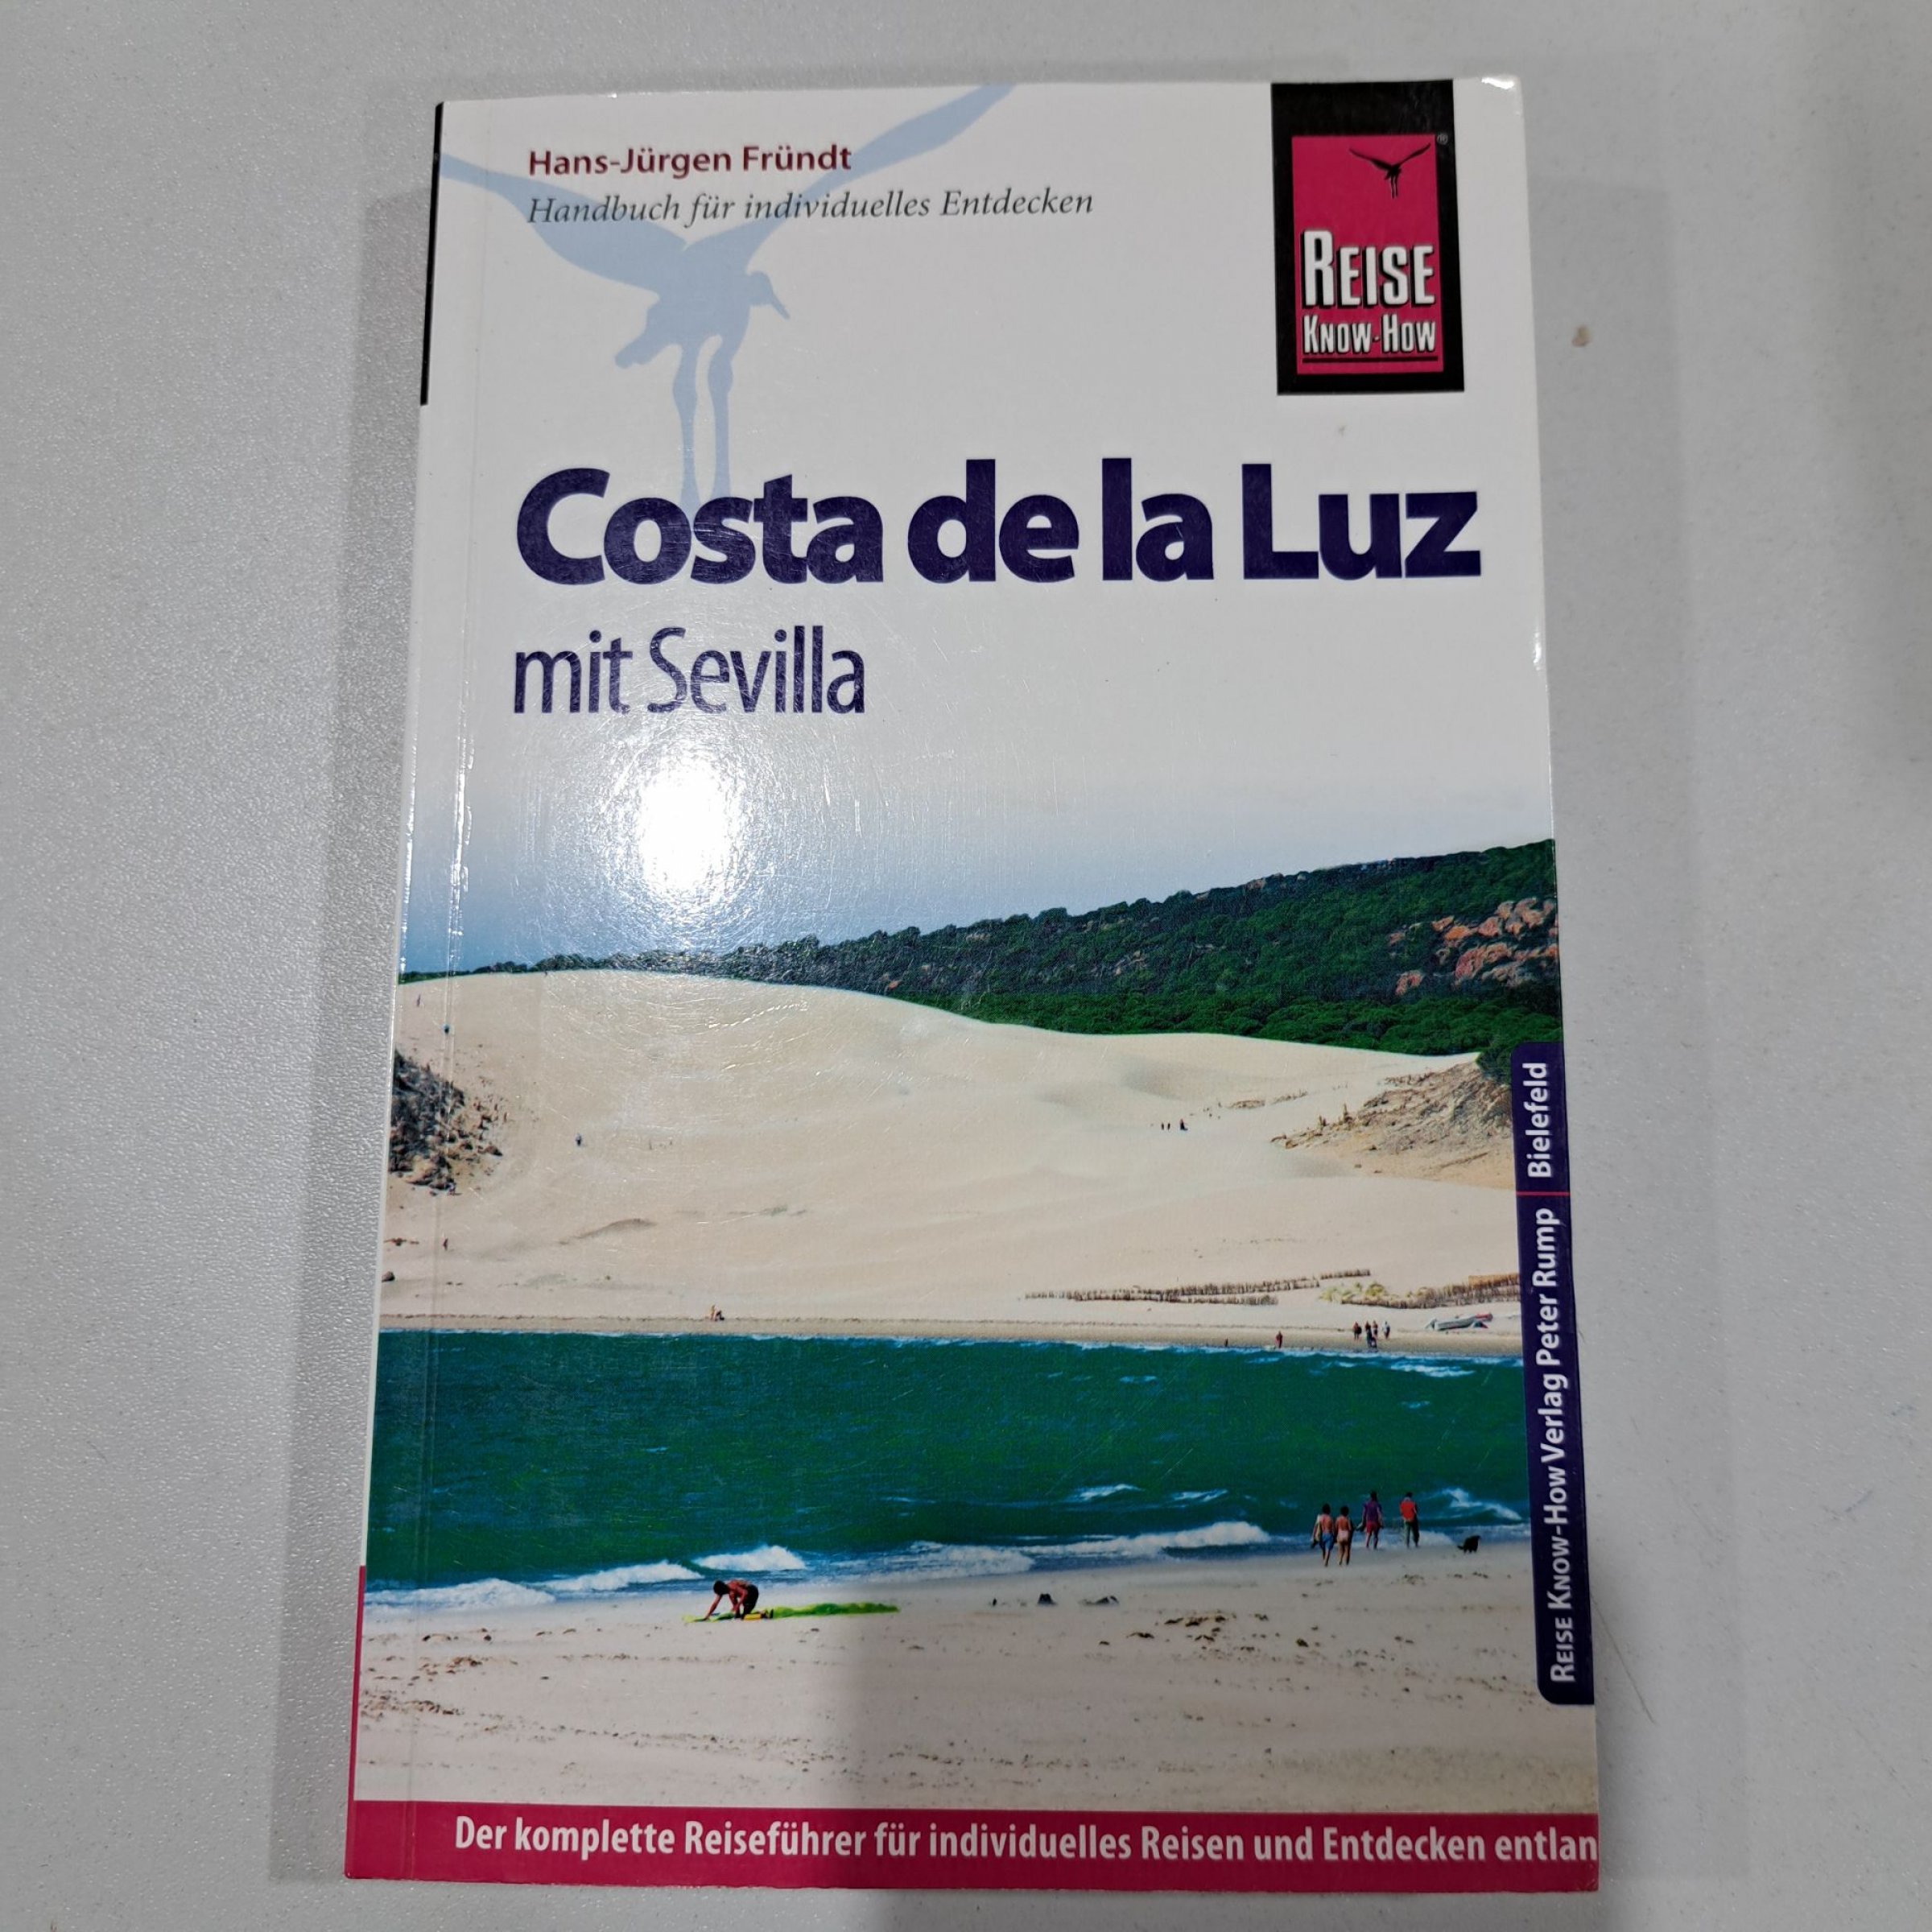 Hans-Jürgen Fründt
Handbuch für individuelles Entdecken
®
REISE
KNOW-HOW
Costa de la Luz
mit Sevilla
REISE KNOW-HOW Verlag Peter Rump | Bielefeld
Der komplette Reiseführer für individuelles Reisen und Entdecken entlan